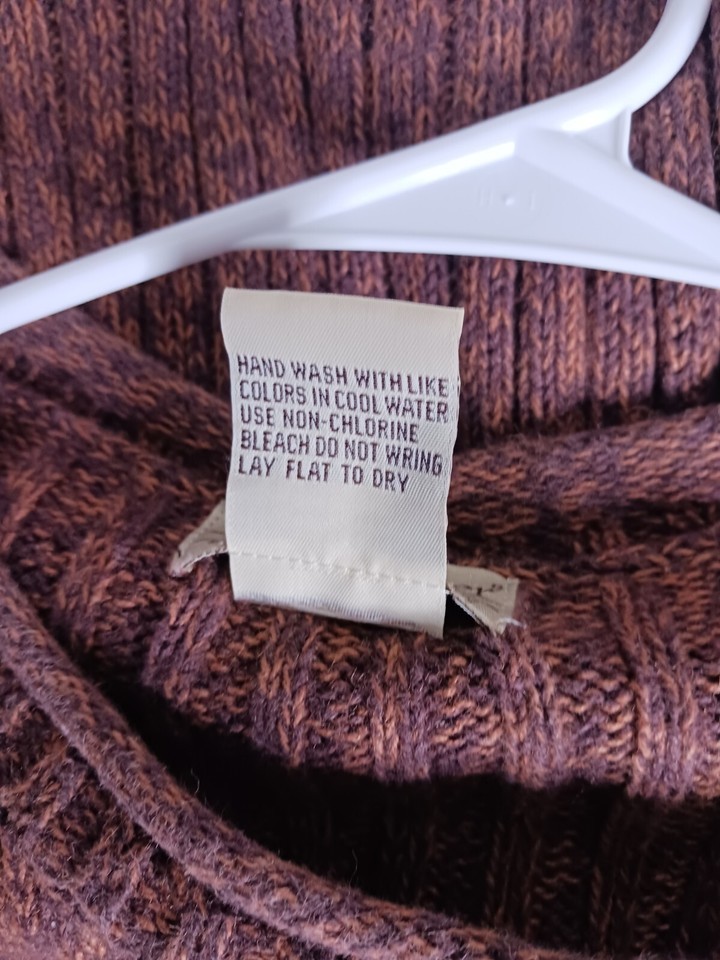 HAND WASH WITH LIKE
COLORS IN COOL WATER
USE NON-CHLORINE
BLEACH DO NOT WRING
LAY FLAT TO DRY